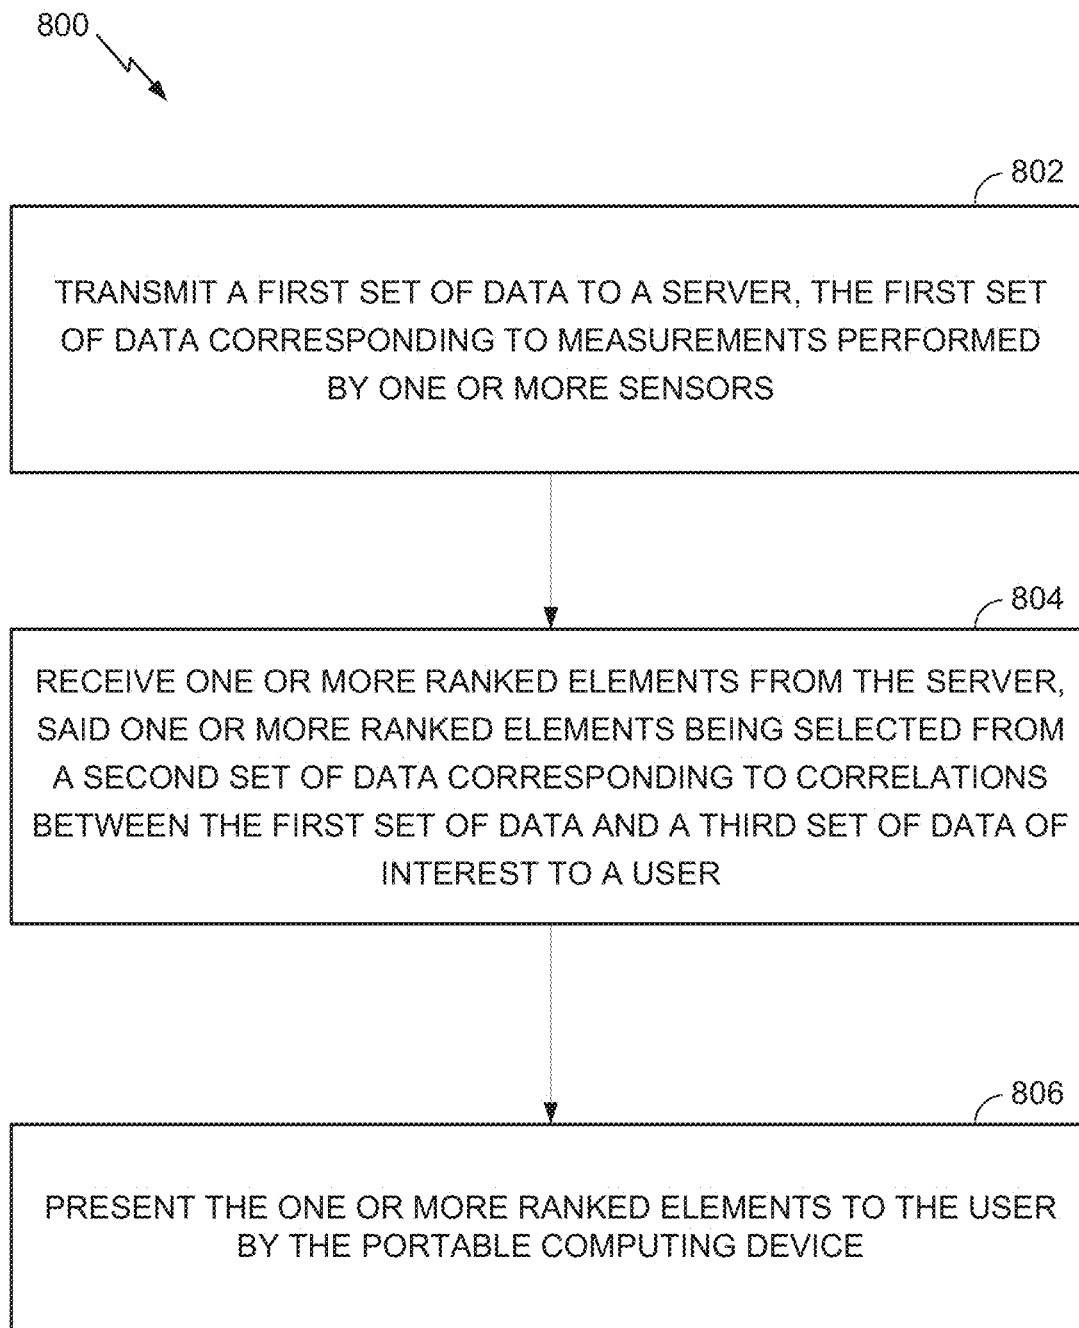 800
802
TRANSMIT A FIRST SET OF DATA TO A SERVER, THE FIRST SET
OF DATA CORRESPONDING TO MEASUREMENTS PERFORMED
BY ONE OR MORE SENSORS
804
RECEIVE ONE OR MORE RANKED ELEMENTS FROM THE SERVER,
SAID ONE OR MORE RANKED ELEMENTS BEING SELECTED FROM
A SECOND SET OF DATA CORRESPONDING TO CORRELATIONS
BETWEEN THE FIRST SET OF DATA AND A THIRD SET OF DATA OF
INTEREST TO A USER
806
PRESENT THE ONE OR MORE RANKED ELEMENTS TO THE USER
BY THE PORTABLE COMPUTING DEVICE